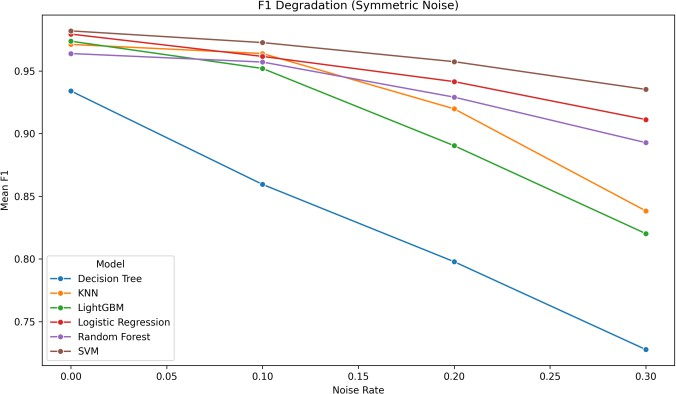 F1 Degradation (Symmetric Noise)
Mean F1
0.95
0.90
0.85
0.80
0.75
Model
Decision Tree
KNN
LightGBM
Logistic Regression
Random Forest
SVM
0.00 0.05 0.10 0.15 0.20 0.25 0.30
Noise Rate